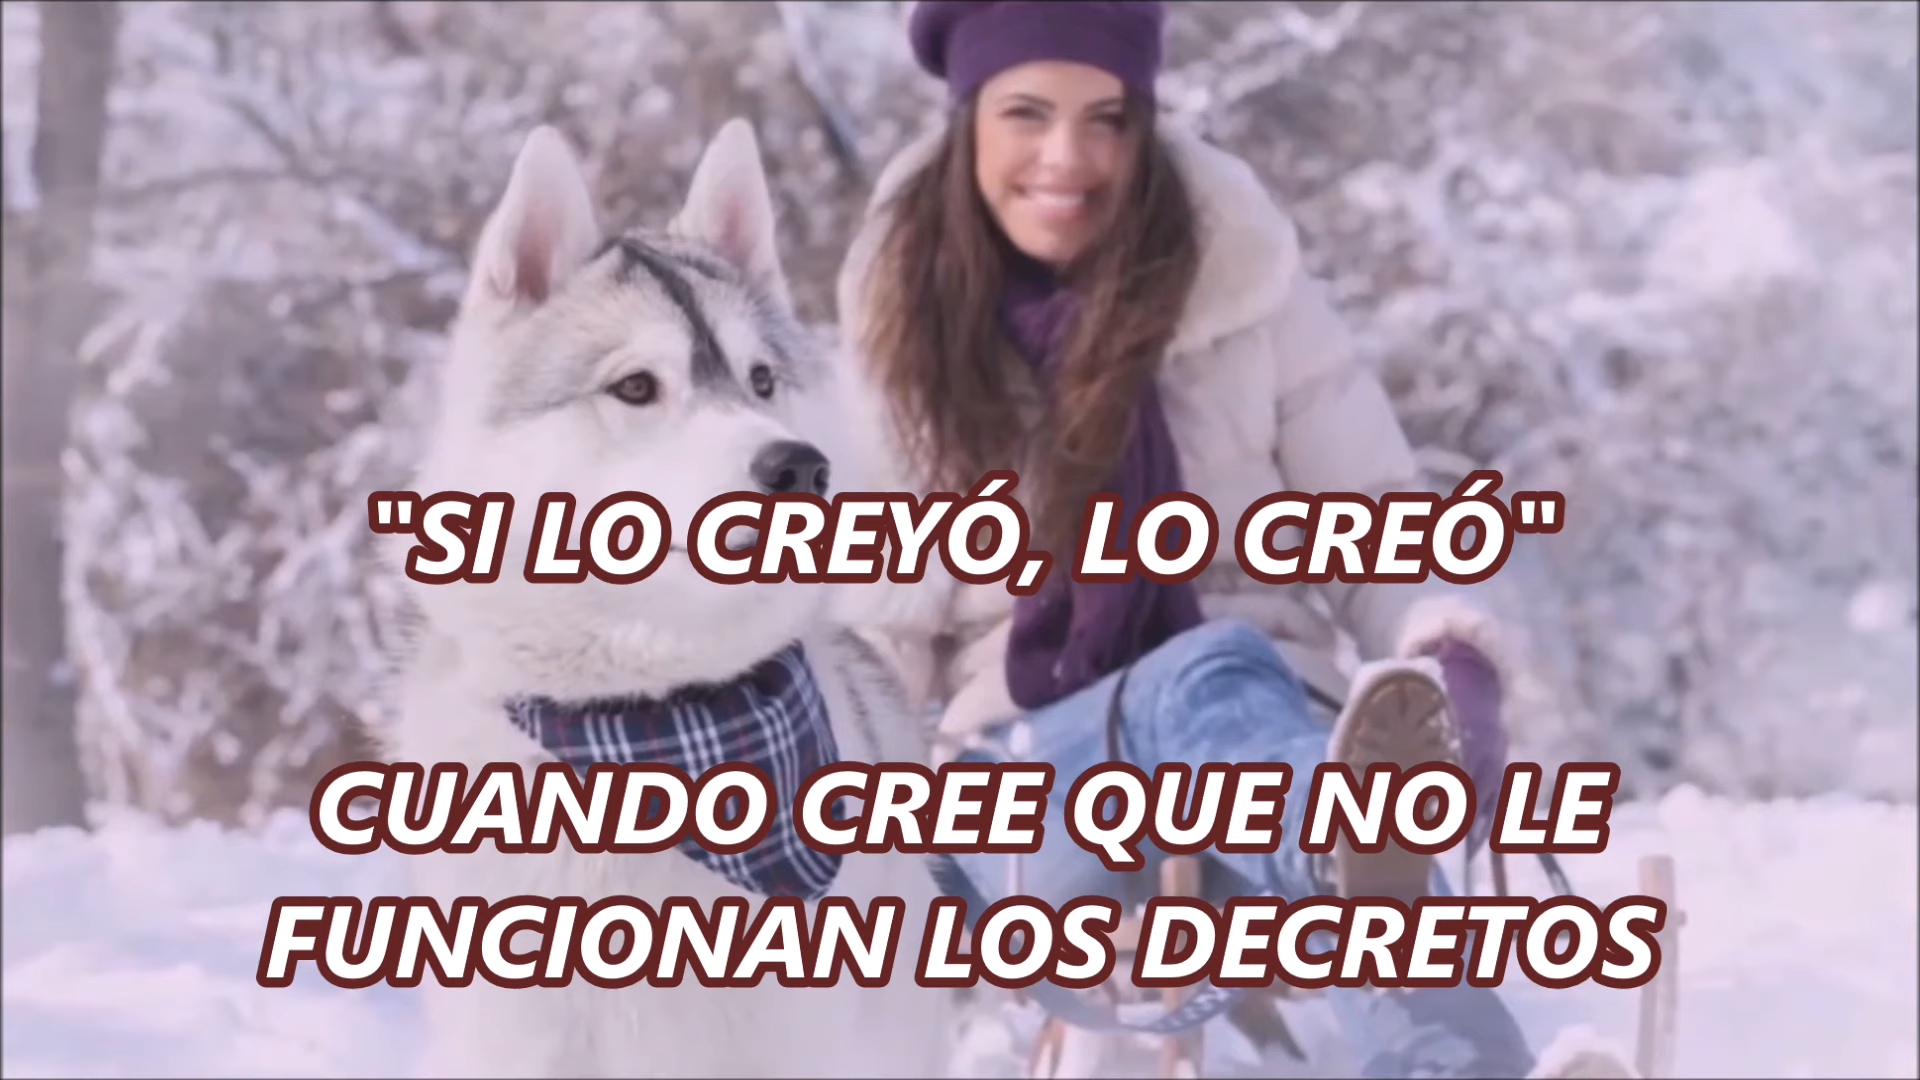 "SI LO CREYÓ, LO CREÓ"
CUANDO CREE QUE NO LE
FUNCIONAN LOS DECRETOS